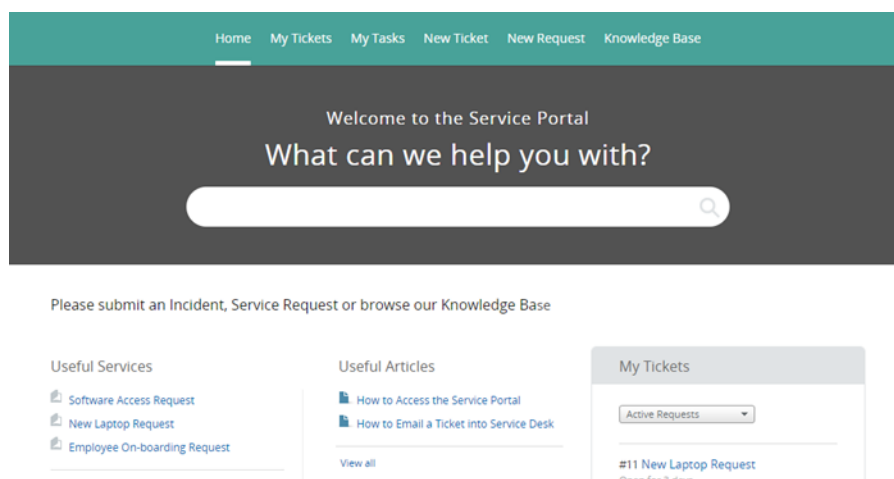 Home My Tickets My Tasks New Ticket New Request Knowledge Base
Welcome to the Service Portal
What can we help you with?
Please submit an Incident, Service Request or browse our Knowledge Base
Useful Services
Software Access Request
New Laptop Request
Employee On-boarding Request
Useful Articles
How to Access the Service Portal
How to Email a Ticket into Service Desk
View all
My Tickets
Active Requests
#11 New Laptop Request